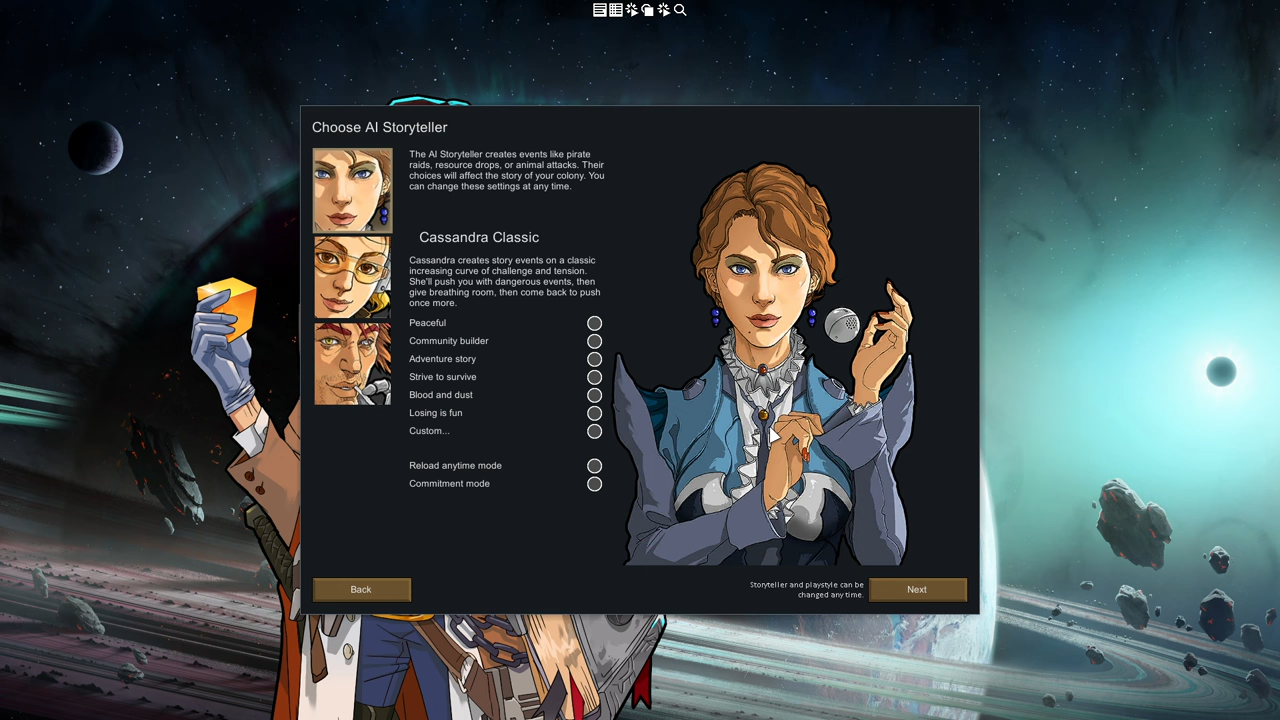 Choose AI Storyteller
The AI Storyteller creates events like pirate
raids, resource drops, or animal attacks. Their
choices will affect the story of your colony. You
can change these settings at any time.
Cassandra Classic
Cassandra creates story events on a classic
increasing curve of challenge and tension.
She'll push you with dangerous events, then
give breathing room, then come back to push
once more.
Peaceful
Community builder
Adventure story
Strive to survive
Blood and dust
Losing is fun
Custom...
Reload anytime mode
Commitment mode
Back
Storyteller and playstyle can be
changed any time.
Next